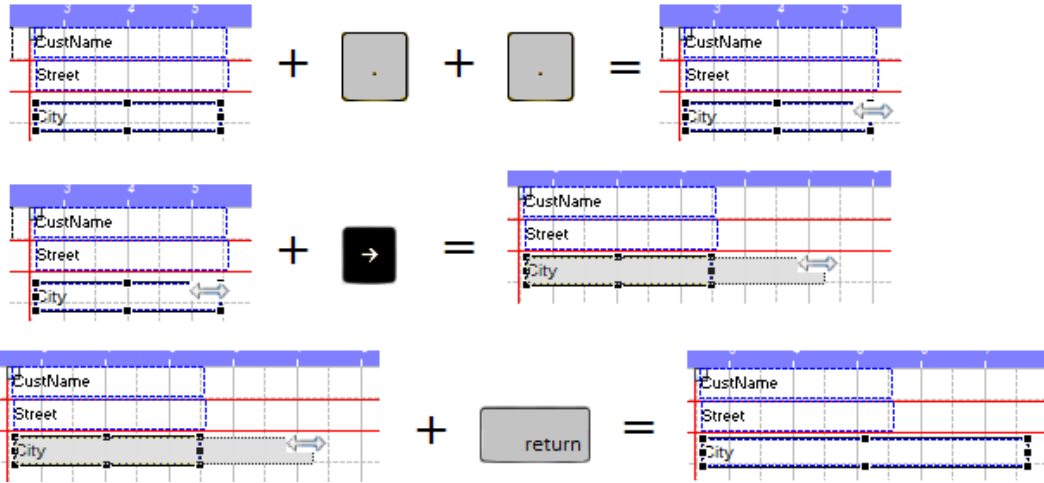 3 4 5
CustName
Street
City
+
.
+
.
=
3 4 5
CustName
Street
City
3 4 5
CustName
Street
City
+
→
=
CustName
Street
City
CustName
Street
City
+
return
=
CustName
Street
City